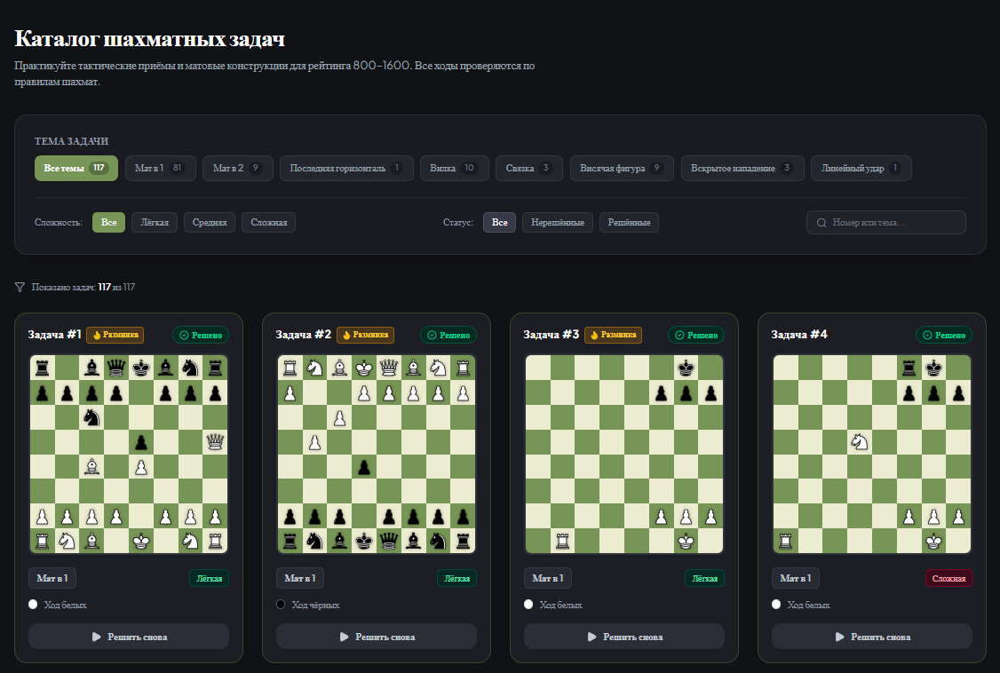 Каталог шахматных задач
Практикуйте тактические приёмы и матовые конструкции для рейтинга 800–1600. Все ходы проверяются по
правилам шахмат.
ТЕМА ЗАДАЧИ
Все темы 117 Мат в 1 81 Мат в 2 9 Последняя горизонталь 1 Вилка 10 Связка 3 Висячая фигура 9 Вскрытое нападение 3 Линейный удар 1
Сложность: Все Лёгкая Средняя Сложная Статус: Все Нерешённые Решённые Номер или тема...
Показано задач: 117 из 117
Задача #1 Разминка Решено
Мат в 1 Лёгкая
Ход белых
Решить снова
Задача #2 Разминка Решено
Мат в 1 Лёгкая
Ход чёрных
Решить снова
Задача #3 Разминка Решено
Мат в 1 Лёгкая
Ход белых
Решить снова
Задача #4 Решено
Мат в 1 Сложная
Ход белых
Решить снова